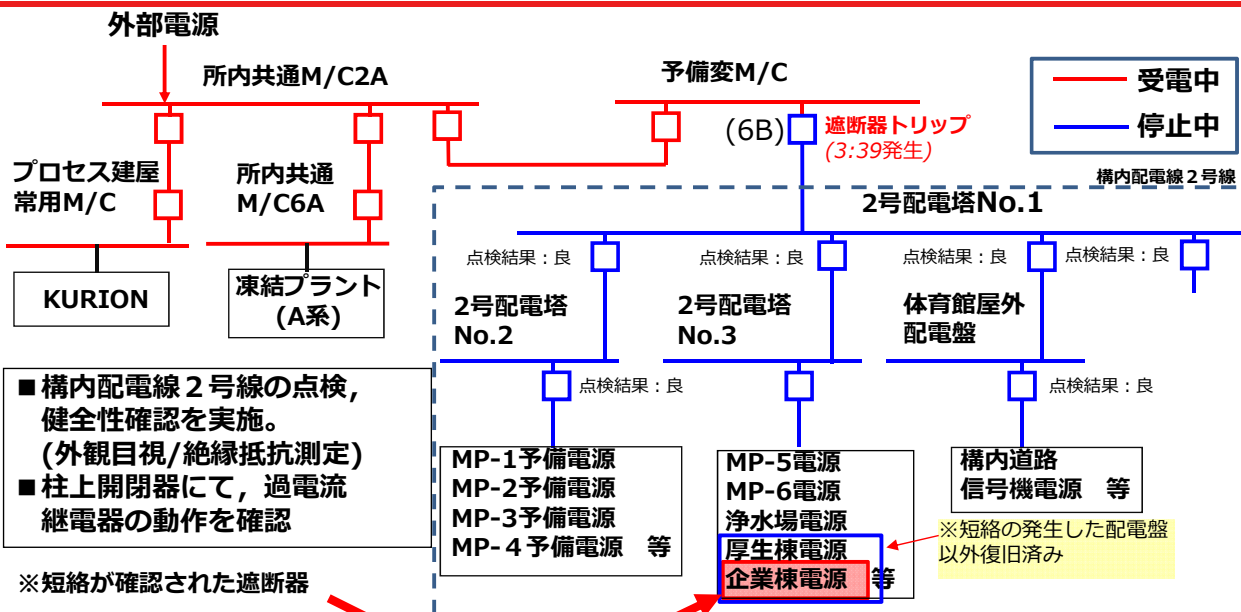 外部電源
所内共通M/C2A
予備変M/C
受電中
停止中
(6B)
遮断器トリップ
(3:39発生)
プロセス建屋
常用M/C
所内共通
M/C6A
構内配電線２号線
2号配電塔No.1
KURION
凍結プラント
(A系)
点検結果：良
点検結果：良
点検結果：良
点検結果：良
2号配電塔
No.2
2号配電塔
No.3
体育館屋外
配電盤
点検結果：良
点検結果：良
■構内配電線２号線の点検，
健全性確認を実施。
(外観目視/絶縁抵抗測定)
■柱上開閉器にて，過電流
継電器の動作を確認
MP-1予備電源
MP-2予備電源
MP-3予備電源
MP-４予備電源　等
MP-5電源
MP-6電源
浄水場電源
厚生棟電源
企業棟電源　等
構内道路
信号機電源　等
※短絡の発生した配電盤
以外復旧済み
※短絡が確認された遮断器